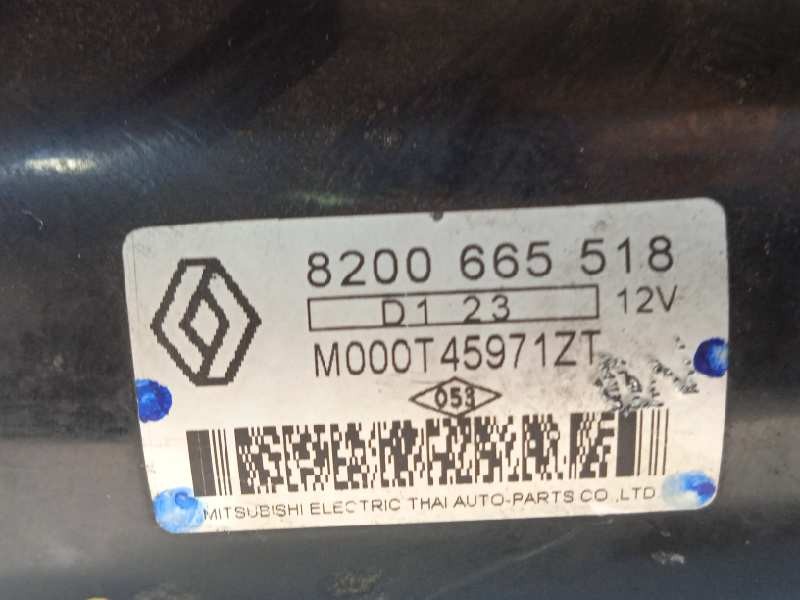 8200 665 518
D1 23 12V
M000T45971ZT
053
MITSUBISHI ELECTRIC THAI AUTO-PARTS CO.,LTD.